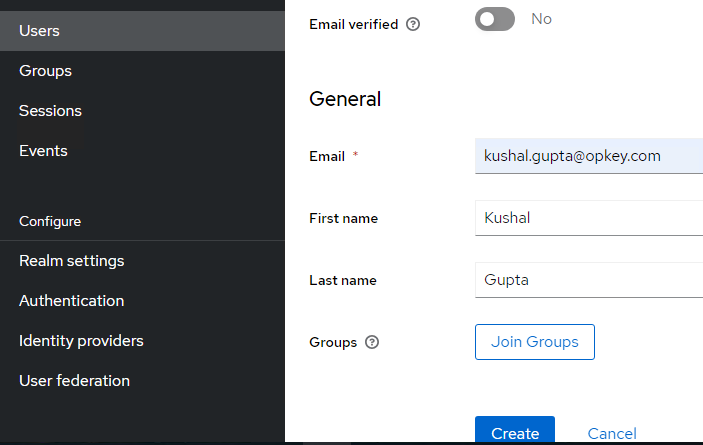 Users
Groups
Sessions
Events
Configure
Realm settings
Authentication
Identity providers
User federation
Email verified
No
General
Email *
kushal.gupta@opkey.com
First name
Kushal
Last name
Gupta
Groups
Join Groups
Create
Cancel